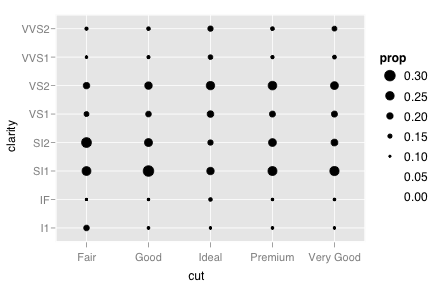 VVS2
VVS1
VS2
VS1
SI2
SI1
IF
I1
clarity
Fair Good Ideal Premium Very Good
cut
prop
0.30
0.25
0.20
0.15
0.10
0.05
0.00